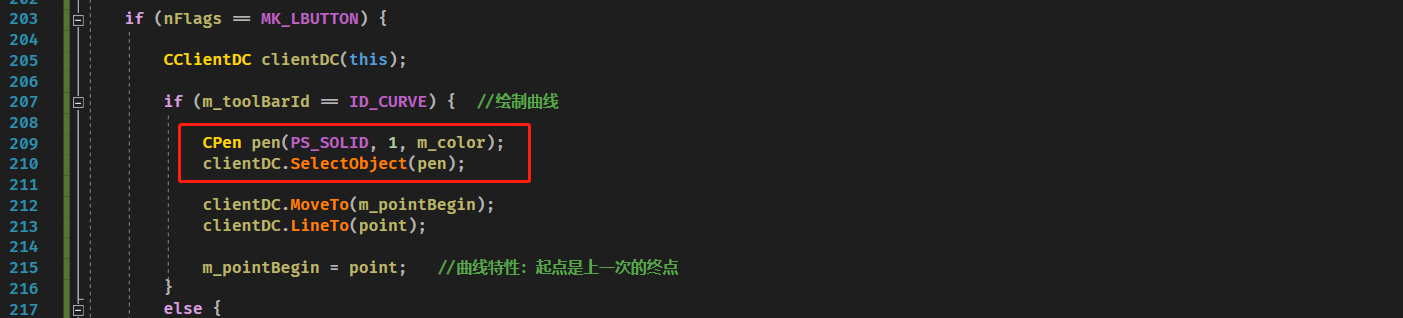 202
203 if (nFlags == MK_LBUTTON) {
204
205 CClientDC clientDC(this);
206
207 if (m_toolBarId == ID_CURVE) { //绘制曲线
208
209 CPen pen(PS_SOLID, 1, m_color);
210 clientDC.SelectObject(pen);
211
212 clientDC.MoveTo(m_pointBegin);
213 clientDC.LineTo(point);
214
215 m_pointBegin = point; //曲线特性: 起点是上一次的终点
216 }
217 else {